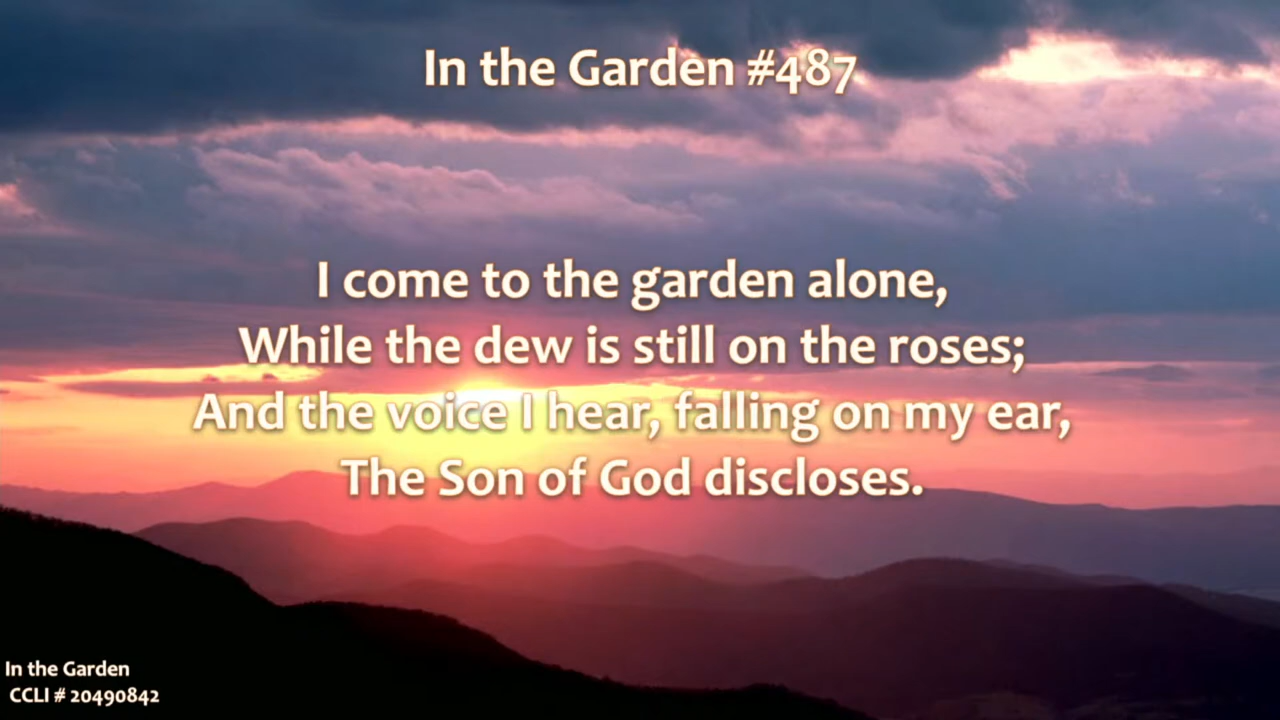 In the Garden #487
I come to the garden alone,
While the dew is still on the roses;
And the voice I hear, falling on my ear,
The Son of God discloses.
In the Garden
CCLI # 20490842